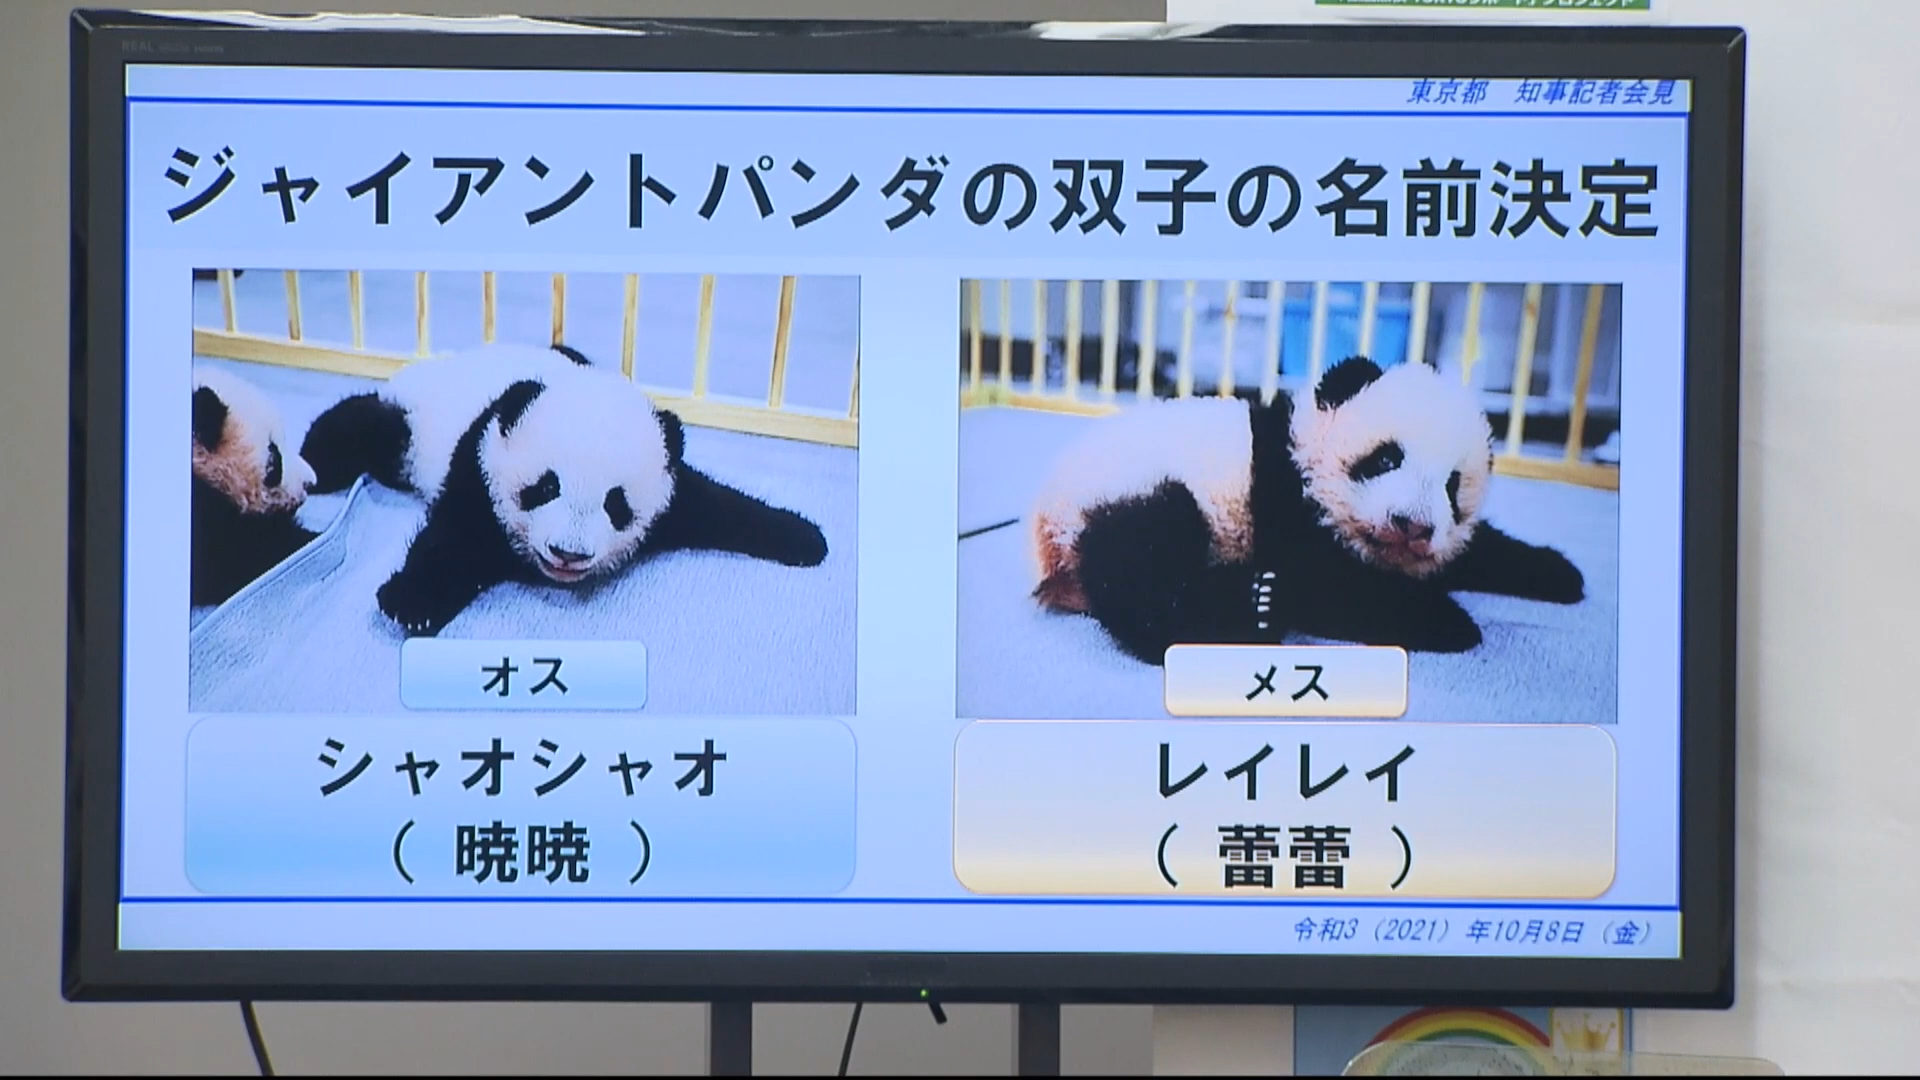 東京都　知事記者会見
ジャイアントパンダの双子の名前決定
オス
メス
シャオシャオ
（ 暁暁 ）
レイレイ
（ 蕾蕾 ）
令和3（2021）年10月8日（金）